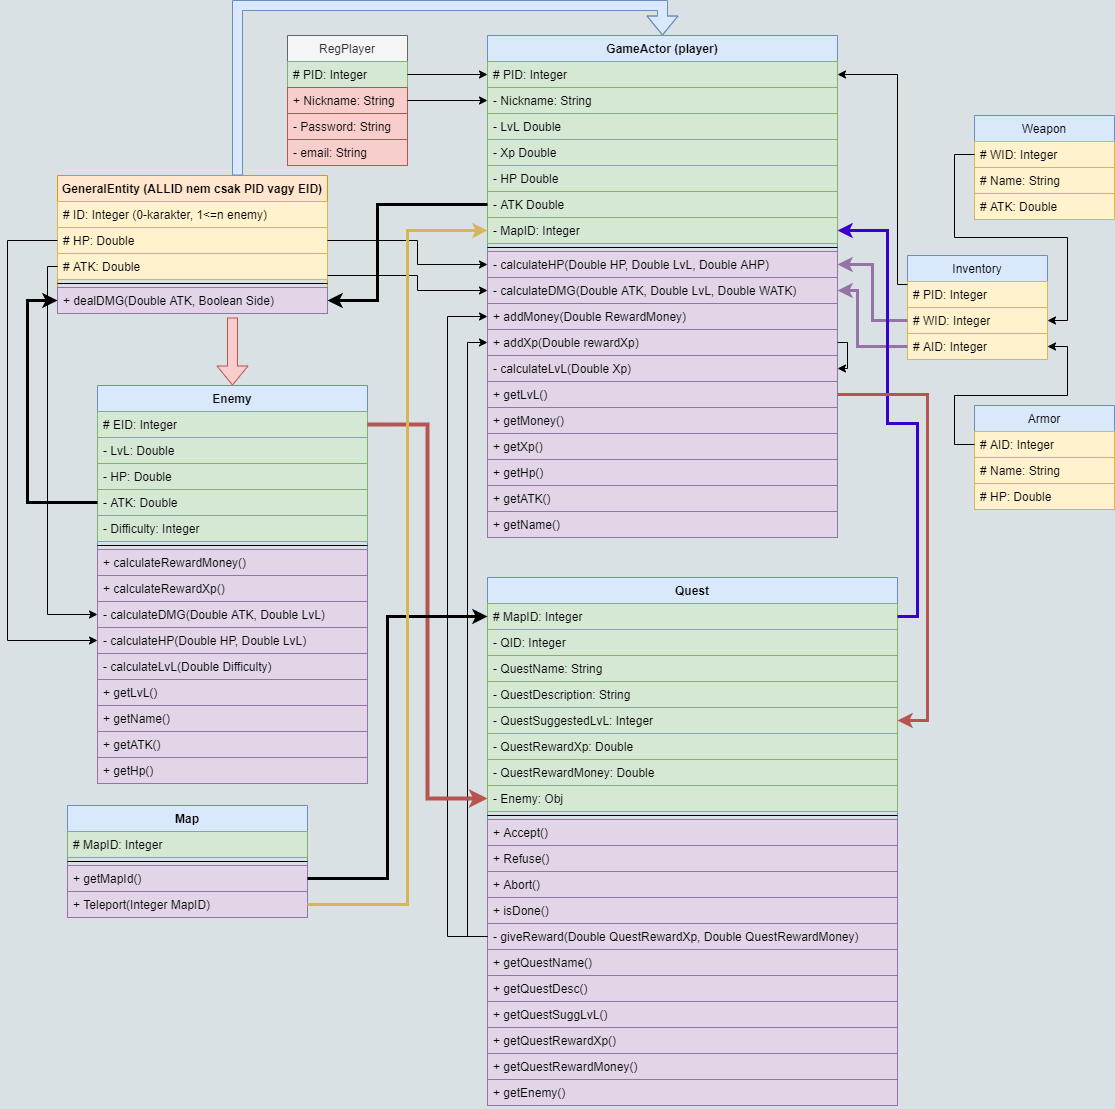 RegPlayer
# PID: Integer
+ Nickname: String
- Password: String
- email: String
GameActor (player)
# PID: Integer
- Nickname: String
- LvL Double
- Xp Double
- HP Double
- ATK Double
- MapID: Integer
- calculateHP(Double HP, Double LvL, Double AHP)
- calculateDMG(Double ATK, Double LvL, Double WATK)
+ addMoney(Double RewardMoney)
+ addXp(Double rewardXp)
- calculateLvL(Double Xp)
+ getLvL()
+ getMoney()
+ getXp()
+ getHp()
+ getATK()
+ getName()
Weapon
# WID: Integer
# Name: String
# ATK: Double
Inventory
# PID: Integer
# WID: Integer
# AID: Integer
Armor
# AID: Integer
# Name: String
# HP: Double
GeneralEntity (ALLID nem csak PID vagy EID)
# ID: Integer (0-karakter, 1<=n enemy)
# HP: Double
# ATK: Double
+ dealDMG(Double ATK, Boolean Side)
Enemy
# EID: Integer
- LvL: Double
- HP: Double
- ATK: Double
- Difficulty: Integer
+ calculateRewardMoney()
+ calculateRewardXp()
- calculateDMG(Double ATK, Double LvL)
- calculateHP(Double HP, Double LvL)
- calculateLvL(Double Difficulty)
+ getLvL()
+ getName()
+ getATK()
+ getHp()
Map
# MapID: Integer
+ getMapId()
+ Teleport(Integer MapID)
Quest
# MapID: Integer
- QID: Integer
- QuestName: String
- QuestDescription: String
- QuestSuggestedLvL: Integer
- QuestRewardXp: Double
- QuestRewardMoney: Double
- Enemy: Obj
+ Accept()
+ Refuse()
+ Abort()
+ isDone()
- giveReward(Double QuestRewardXp, Double QuestRewardMoney)
+ getQuestName()
+ getQuestDesc()
+ getQuestSuggLvL()
+ getQuestRewardXp()
+ getQuestRewardMoney()
+ getEnemy()